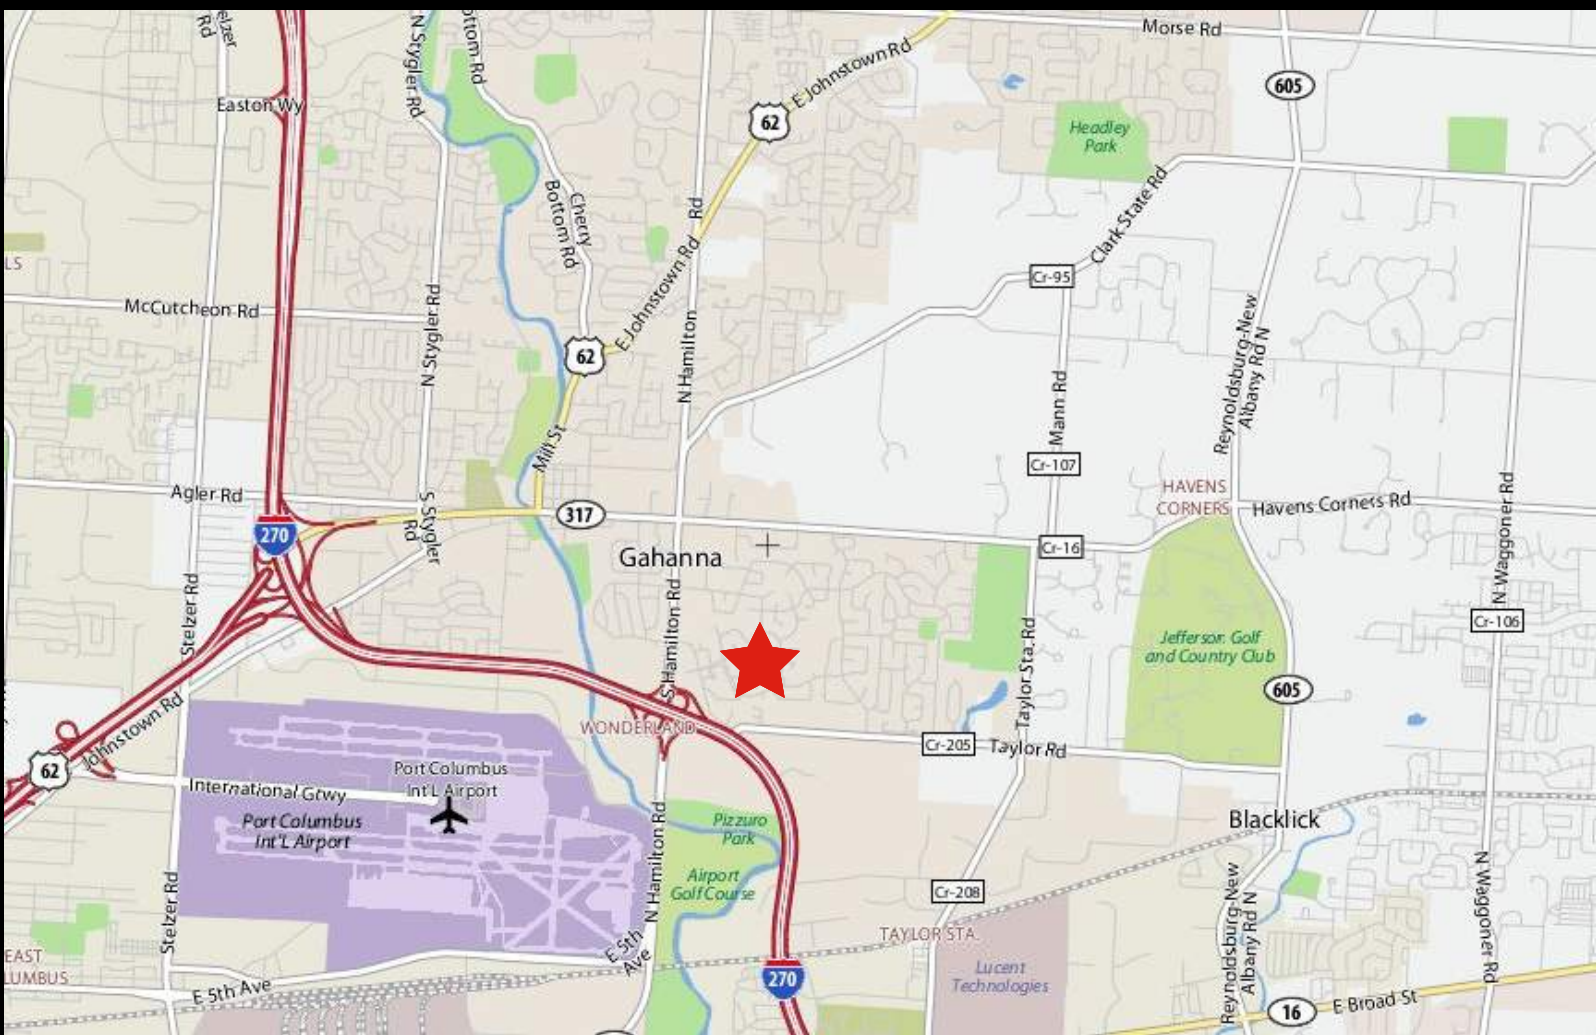 elzer
Rd
N Stygler Rd
ottom Rd
Morse Rd
E Johnstown Rd
605
Easton Wy
62
Headley
Park
Cherry
Bottom Rd
N Hamilton Rd
E Johnstown Rd
Clark State Rd
LS
Cr-95
McCutcheon Rd
N Stygler Rd
62
Mann Rd
Reynoldsburg-New
Albany Rd N
Mill St
Cr-107
Agler Rd
HAVENS
CORNERS
Havens Corners Rd
N Waggoner Rd
S Stygler
Rd
317
270
Gahanna
Cr-16
Stelzer Rd
S Hamilton Rd
Taylor Sta Rd
Cr-106
Jefferson Golf
and Country Club
605
WONDERLAND
Johnstown Rd
Cr-205
Taylor Rd
62
International Grwy
Port Columbus
Int'L Airport
Port Columbus
Int'L Airport
Pizzuro
Park
Blacklick
N Hamilton Rd
Airport
Golf Course
Cr-208
Stelzer Rd
N Waggoner Rd
Reynoldsburg-New
Albany Rd N
TAYLOR STA.
EAST
LUMBUS
E 5th
Ave
Lucent
Technologies
270
E 5th Ave
16
E Broad St